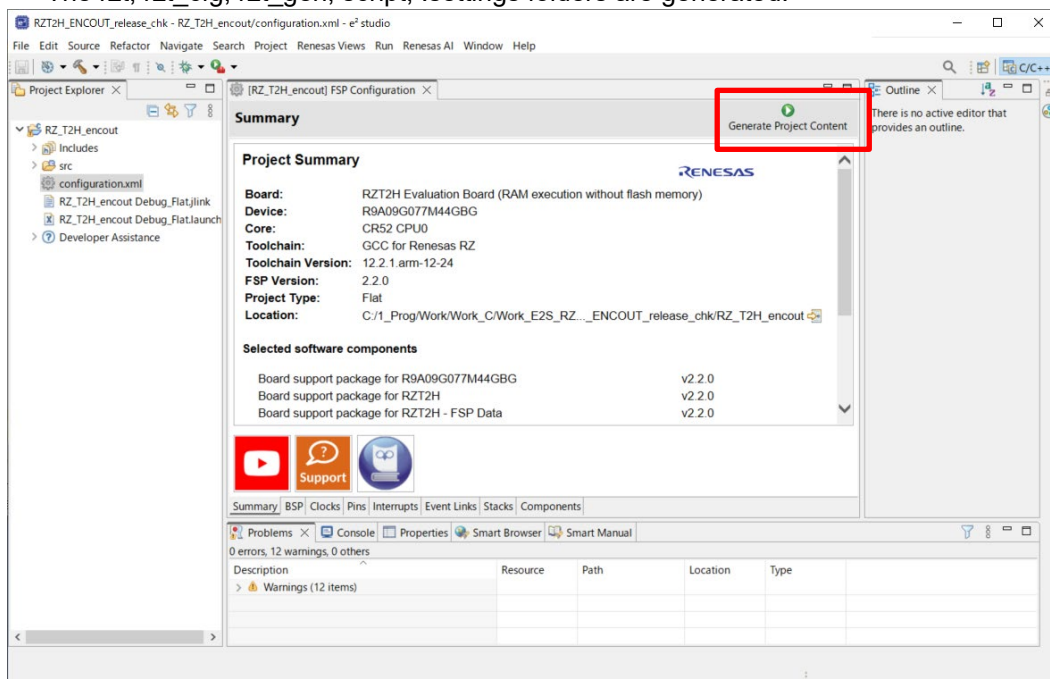 RZT2H_ENCOUT_release_chk - RZ_T2H_encout/configuration.xml - e² studio
File Edit Source Refactor Navigate Search Project Renesas Views Run Renesas AI Window Help
C/C++
Project Explorer
[RZ_T2H_encout] FSP Configuration
Outline
Summary
Generate Project Content
There is no active editor that
provides an outline.
RZ_T2H_encout
Includes
src
configuration.xml
RZ_T2H_encout Debug_Flat.jlink
RZ_T2H_encout Debug_Flat.launch
Developer Assistance
Project Summary
RENESAS
Board: RZT2H Evaluation Board (RAM execution without flash memory)
Device: R9A09G077M44GBG
Core: CR52 CPU0
Toolchain: GCC for Renesas RZ
Toolchain Version: 12.2.1.arm-12-24
FSP Version: 2.2.0
Project Type: Flat
Location: C:/1_Prog/Work/Work_C/Work_E2S_RZ..._ENCOUT_release_chk/RZ_T2H_encout
Selected software components
Board support package for R9A09G077M44GBG v2.2.0
Board support package for RZT2H v2.2.0
Board support package for RZT2H - FSP Data v2.2.0
Support
Summary BSP Clocks Pins Interrupts Event Links Stacks Components
Problems Console Properties Smart Browser Smart Manual
0 errors, 12 warnings, 0 others
Description Resource Path Location Type
Warnings (12 items)